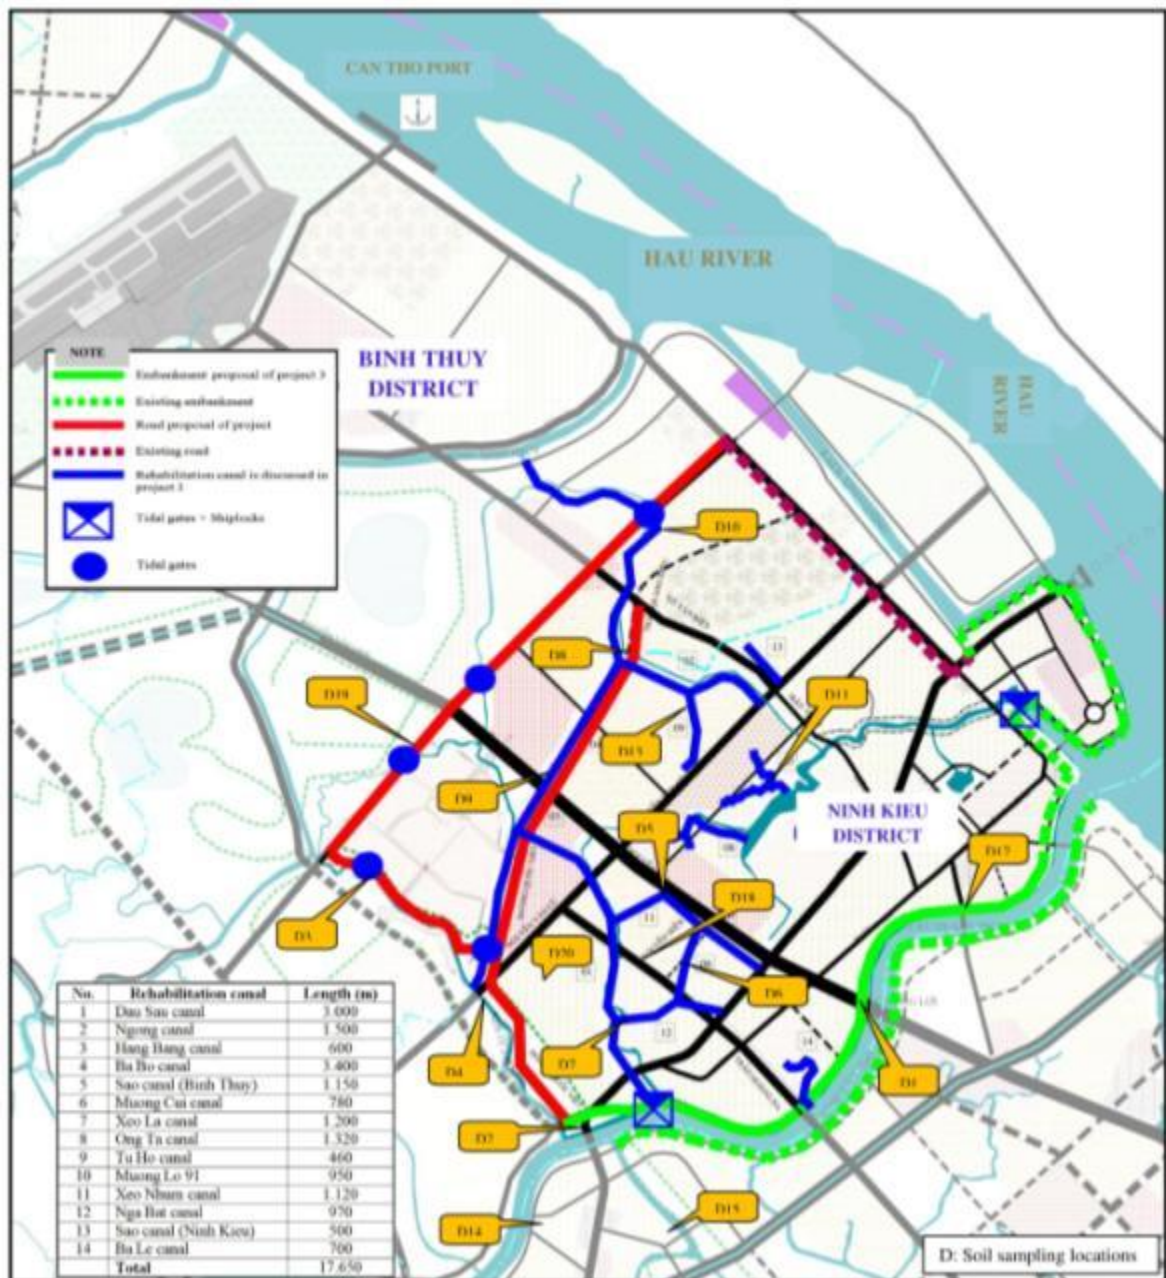 CAN THO PORT
HAU RIVER
HAU
RIVER
BINH THUY
DISTRICT
NOTE
Embankment proposal of project 3
Existing embankment
Road proposal of project
Existing road
Rehabilitation canal is discussed in
project 1
Tidal gates + Shiplocks
Tidal gates
D10
D8
D19
D11
D13
D9
D5
NINH KIEU
DISTRICT
D17
D18
D20
D6
D4
D7
D1
D14
D15
13
11
12
14
No. Rehabilitation canal Length (m)
1 Dau Sau canal 3.000
2 Ngong canal 1.500
3 Hang Bang canal 600
4 Ba Bo canal 3.400
5 Sao canal (Binh Thuy) 1.150
6 Muong Cui canal 780
7 Xeo La canal 1.200
8 Ong Ta canal 1.320
9 Tu Ho canal 460
10 Muong Lo 91 950
11 Xeo Nhum canal 1.120
12 Nga Bat canal 970
13 Sao canal (Ninh Kieu) 500
14 Ba Le canal 700
Total 17.650
D: Soil sampling locations